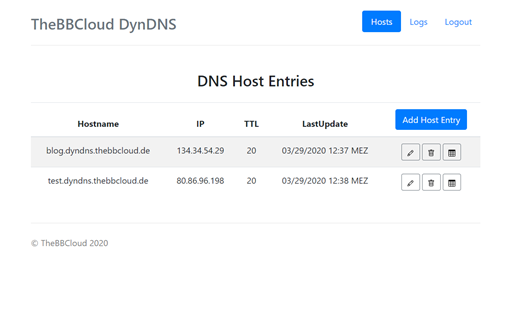 TheBBCloud DynDNS Hosts Logs Logout
DNS Host Entries
Hostname IP TTL LastUpdate Add Host Entry
blog.dyndns.thebbcloud.de 134.34.54.29 20 03/29/2020 12:37 MEZ
test.dyndns.thebbcloud.de 80.86.96.198 20 03/29/2020 12:38 MEZ
© TheBBCloud 2020